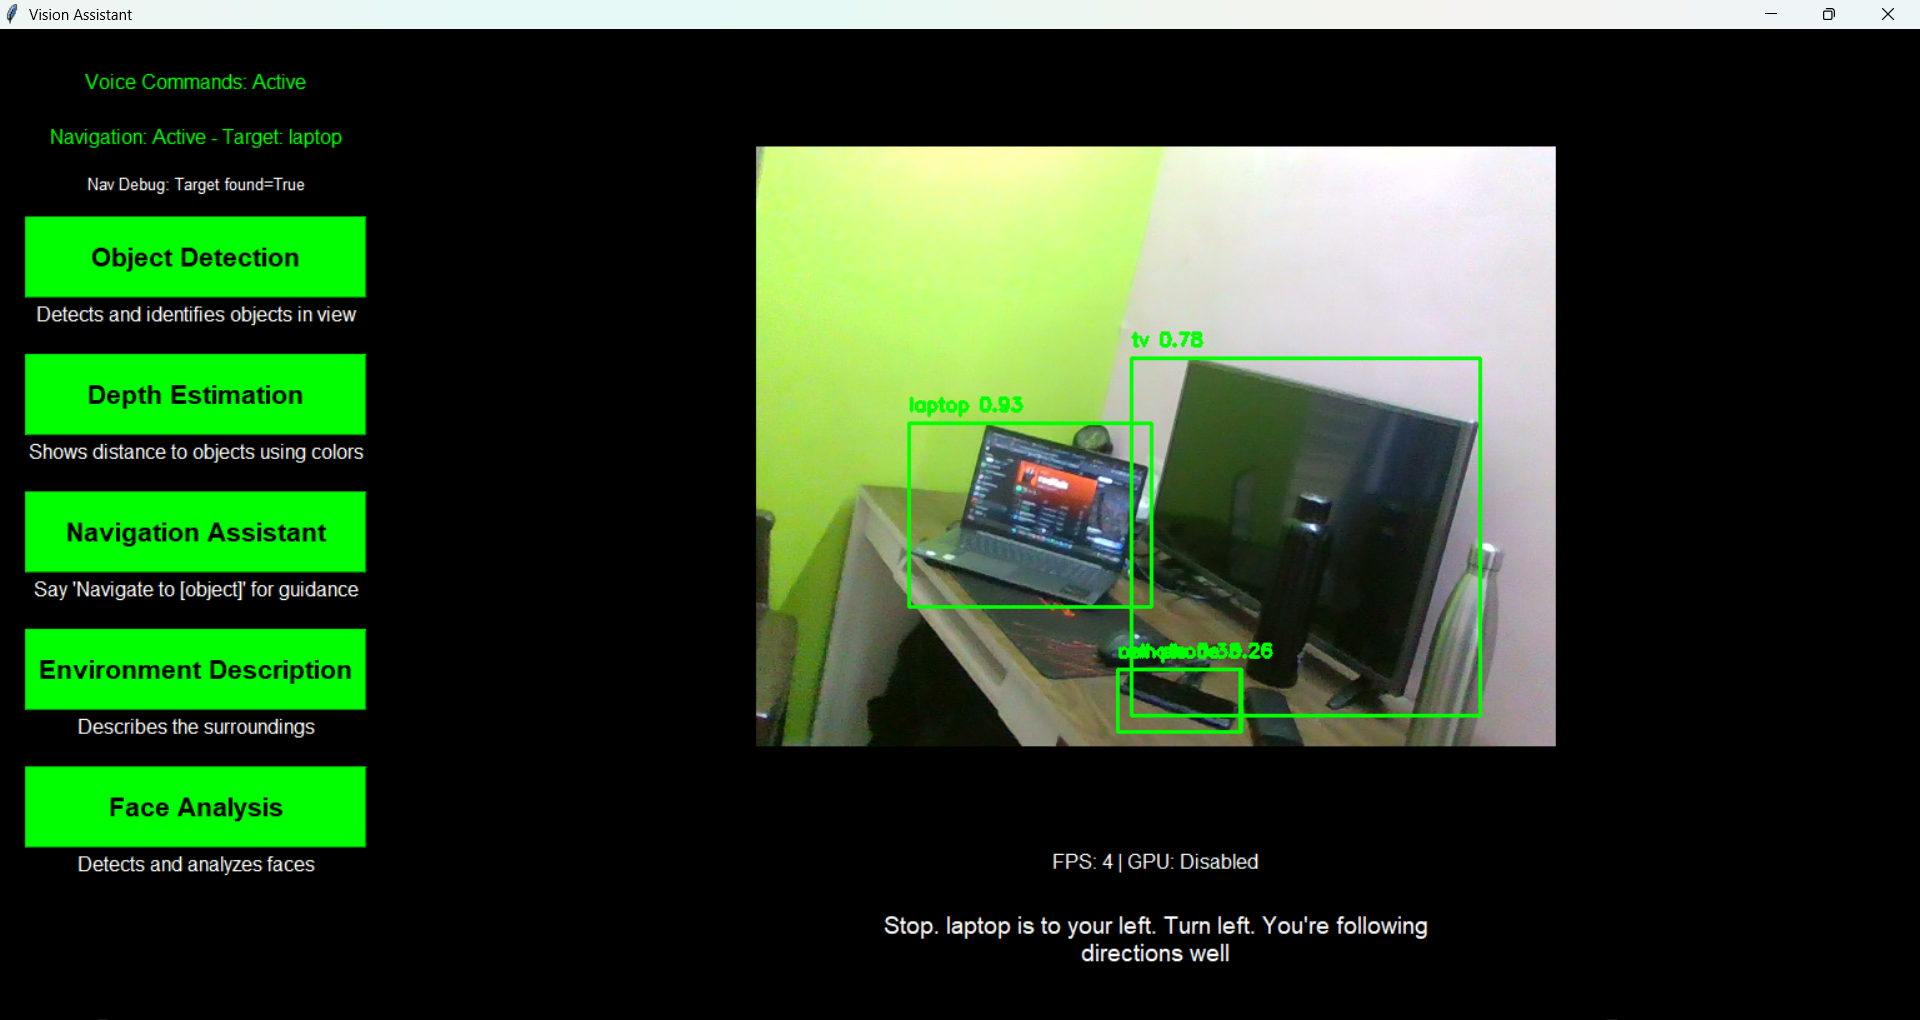 Vision Assistant
Voice Commands: Active
Navigation: Active - Target: laptop
Nav Debug: Target found=True
Object Detection
Detects and identifies objects in view
Depth Estimation
Shows distance to objects using colors
Navigation Assistant
Say 'Navigate to [object]' for guidance
Environment Description
Describes the surroundings
Face Analysis
Detects and analyzes faces
tv 0.78
laptop 0.93
FPS: 4 | GPU: Disabled
Stop. laptop is to your left. Turn left. You're following
directions well